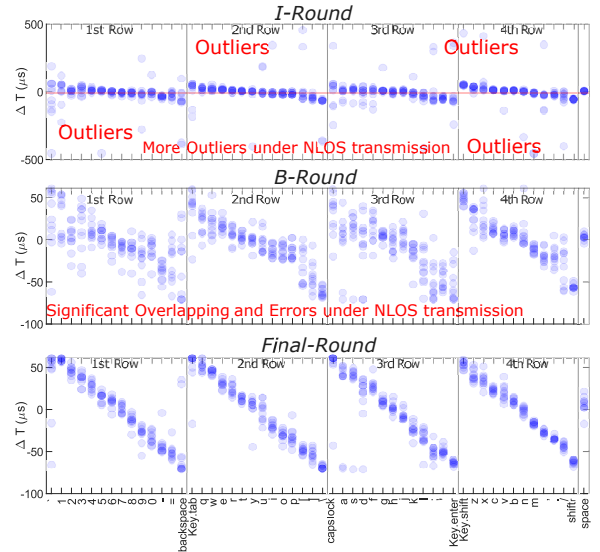 I-Round
500
1st Row
2nd Row
3rd Row
4th Row
Outliers
Outliers
Δ T (μs)
0
Outliers
More Outliers under NLOS transmission
Outliers
-500
B-Round
50
1st Row
2nd Row
3rd Row
4th Row
Δ T (μs)
0
-50
Significant Overlapping and Errors under NLOS transmission
-100
Final-Round
50
1st Row
2nd Row
3rd Row
4th Row
Δ T (μs)
0
-50
-100
` 1 2 3 4 5 6 7 8 9 0 - = backspace
Key.tab q w e r t y u i o p [ ]
capslock a s d f g h j k l ; ' Key.enter
Key.shift z x c v b n m , . / shiftr
space